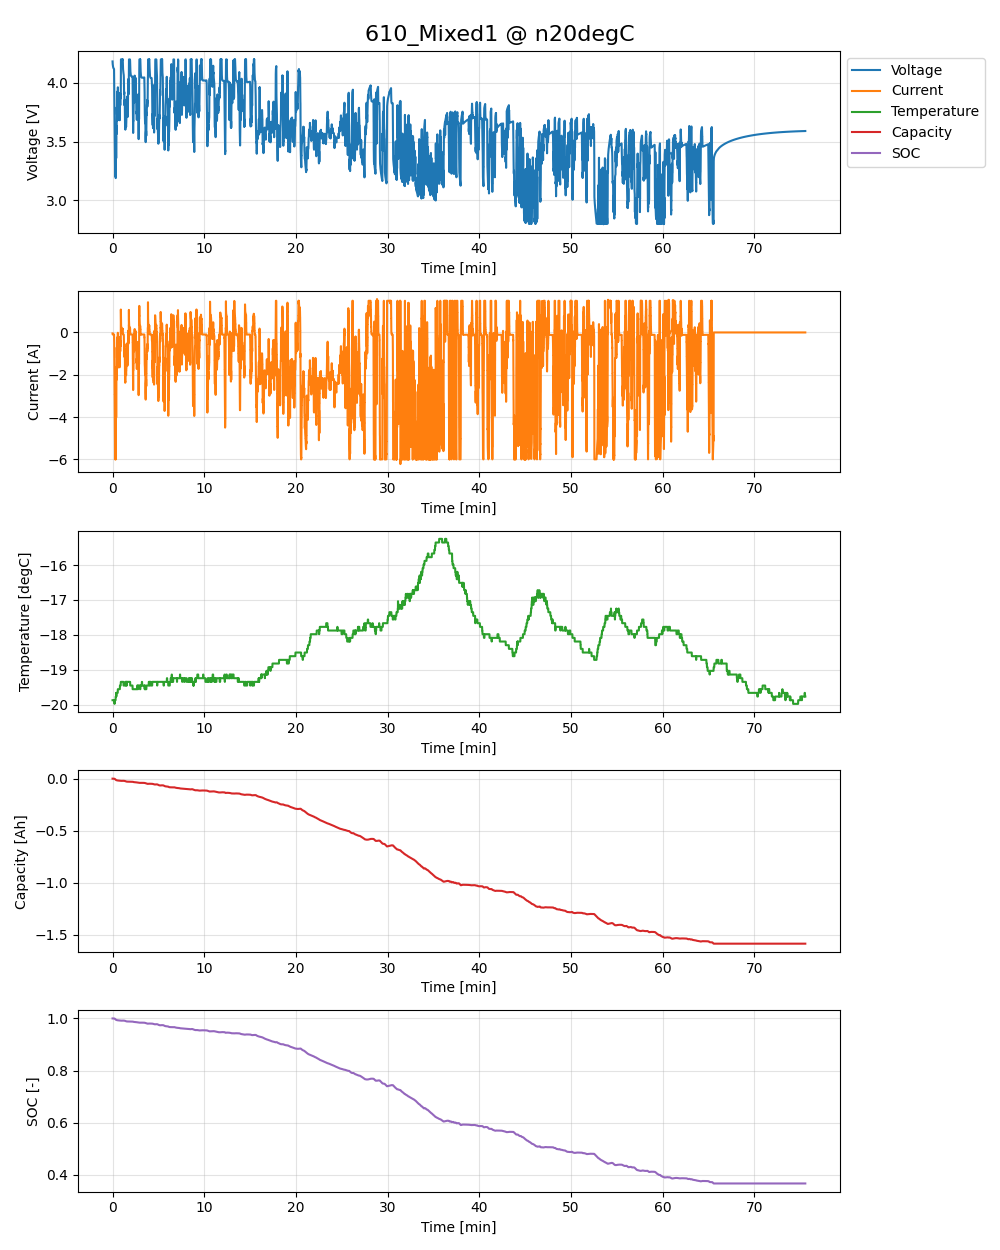 610_Mixed1 @ n20degC
4.0
3.5
3.0
Voltage [V]
0 10 20 30 40 50 60 70
Time [min]
Voltage
Current
Temperature
Capacity
SOC
0
−2
−4
−6
Current [A]
0 10 20 30 40 50 60 70
Time [min]
−16
−17
−18
−19
−20
Temperature [degC]
0 10 20 30 40 50 60 70
Time [min]
0.0
−0.5
−1.0
−1.5
Capacity [Ah]
0 10 20 30 40 50 60 70
Time [min]
1.0
0.8
0.6
0.4
SOC [-]
0 10 20 30 40 50 60 70
Time [min]